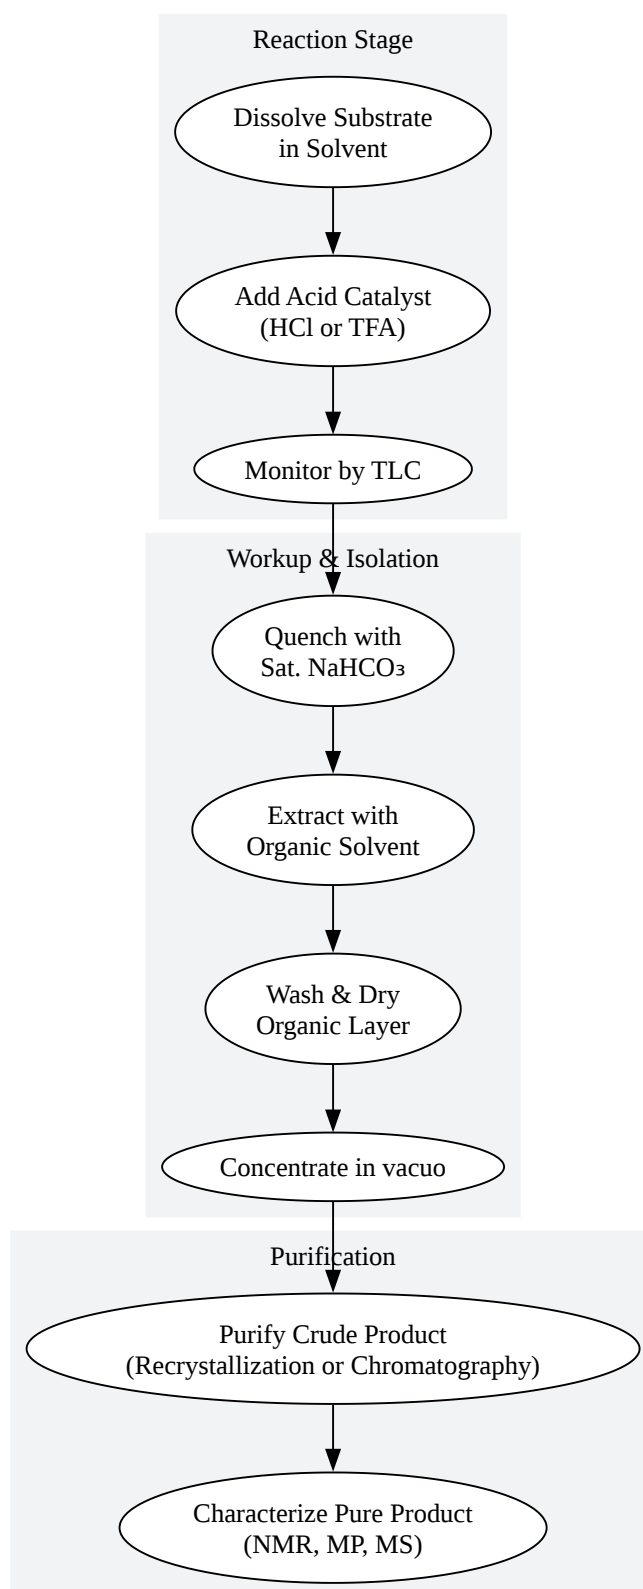 Reaction Stage
Dissolve Substrate
in Solvent
Add Acid Catalyst
(HCl or TFA)
Monitor by TLC
Workup & Isolation
Quench with
Sat. NaHCO₃
Extract with
Organic Solvent
Wash & Dry
Organic Layer
Concentrate in vacuo
Purification
Purify Crude Product
(Recrystallization or Chromatography)
Characterize Pure Product
(NMR, MP, MS)